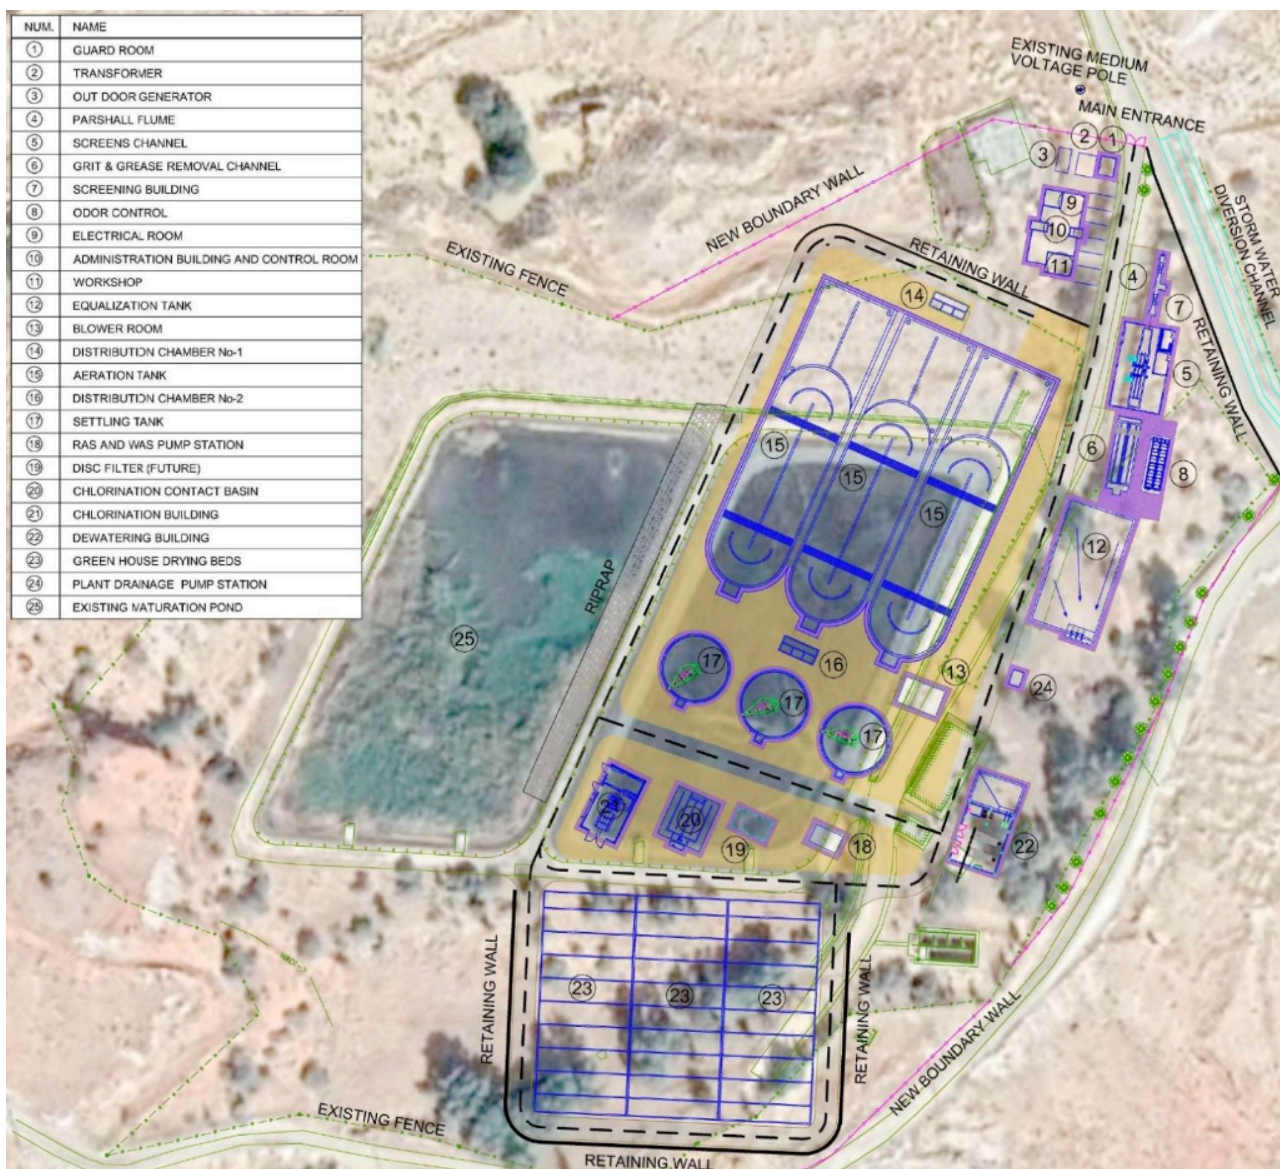 NUM. NAME
1 GUARD ROOM
2 TRANSFORMER
3 OUT DOOR GENERATOR
4 PARSHALL FLUME
5 SCREENS CHANNEL
6 GRIT & GREASE REMOVAL CHANNEL
7 SCREENING BUILDING
8 ODOR CONTROL
9 ELECTRICAL ROOM
10 ADMINISTRATION BUILDING AND CONTROL ROOM
11 WORKSHOP
12 EQUALIZATION TANK
13 BLOWER ROOM
14 DISTRIBUTION CHAMBER No-1
15 AERATION TANK
16 DISTRIBUTION CHAMBER No-2
17 SETTLING TANK
18 RAS AND WAS PUMP STATION
19 DISC FILTER (FUTURE)
20 CHLORINATION CONTACT BASIN
21 CHLORINATION BUILDING
22 DEWATERING BUILDING
23 GREEN HOUSE DRYING BEDS
24 PLANT DRAINAGE PUMP STATION
25 EXISTING MATURATION POND
EXISTING MEDIUM
VOLTAGE POLE
MAIN ENTRANCE
1
2
3
STORM WATER
DIVERSION CHANNEL
NEW BOUNDARY WALL
9
10
11
EXISTING FENCE
RETAINING WALL
4
7
14
RETAINING WALL
5
6
8
15
15
15
12
RIPRAP
25
16
13
24
17
17
17
21
20
19
18
22
RETAINING WALL
23
23
23
RETAINING WALL
NEW BOUNDARY WALL
EXISTING FENCE
RETAINING WALL